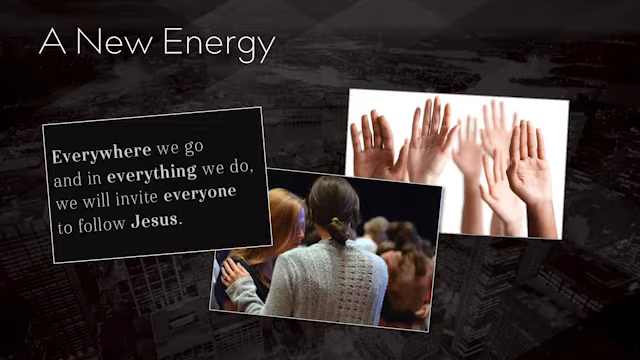 A New Energy
Everywhere we go
and in everything we do,
we will invite everyone
to follow Jesus.